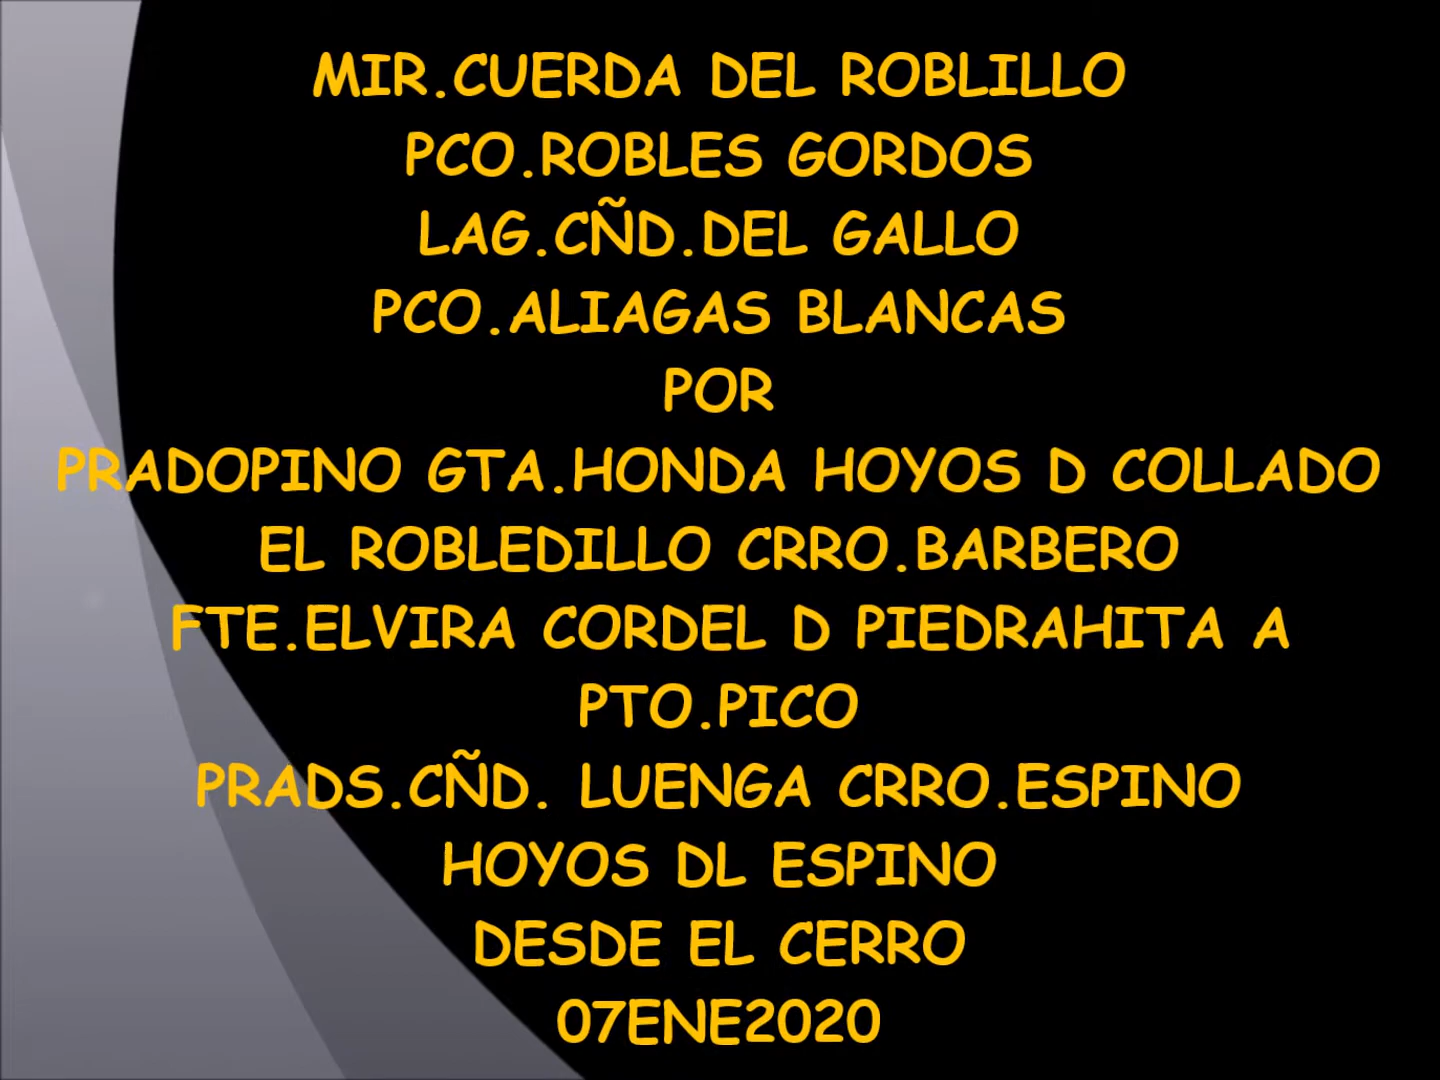 MIR.CUERDA DEL ROBLILLO
PCO.ROBLES GORDOS
LAG.CÑD.DEL GALLO
PCO.ALIAGAS BLANCAS
POR
PRADOPINO GTA.HONDA HOYOS D COLLADO
EL ROBLEDILLO CRRO.BARBERO
FTE.ELVIRA CORDEL D PIEDRAHITA A
PTO.PICO
PRADS.CÑD. LUENGA CRRO.ESPINO
HOYOS DL ESPINO
DESDE EL CERRO
07ENE2020